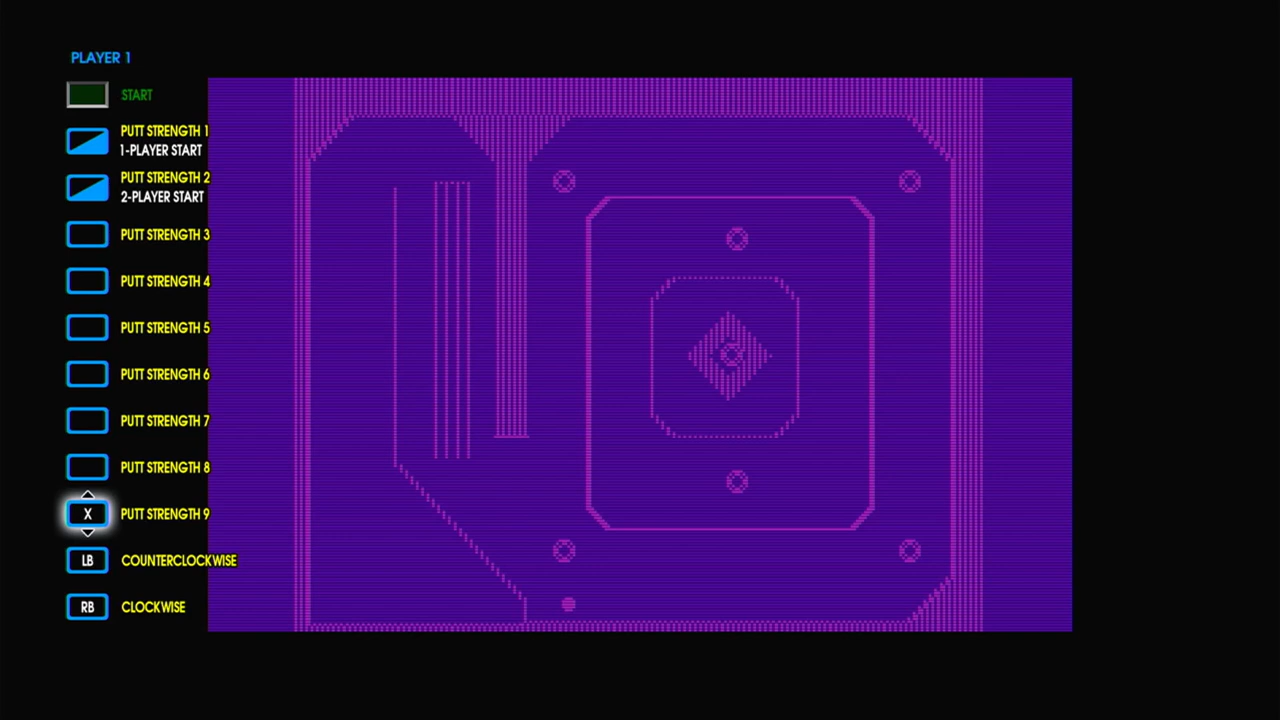 PLAYER 1
START
PUTT STRENGTH 1
1-PLAYER START
PUTT STRENGTH 2
2-PLAYER START
PUTT STRENGTH 3
PUTT STRENGTH 4
PUTT STRENGTH 5
PUTT STRENGTH 6
PUTT STRENGTH 7
PUTT STRENGTH 8
X PUTT STRENGTH 9
LB COUNTERCLOCKWISE
RB CLOCKWISE